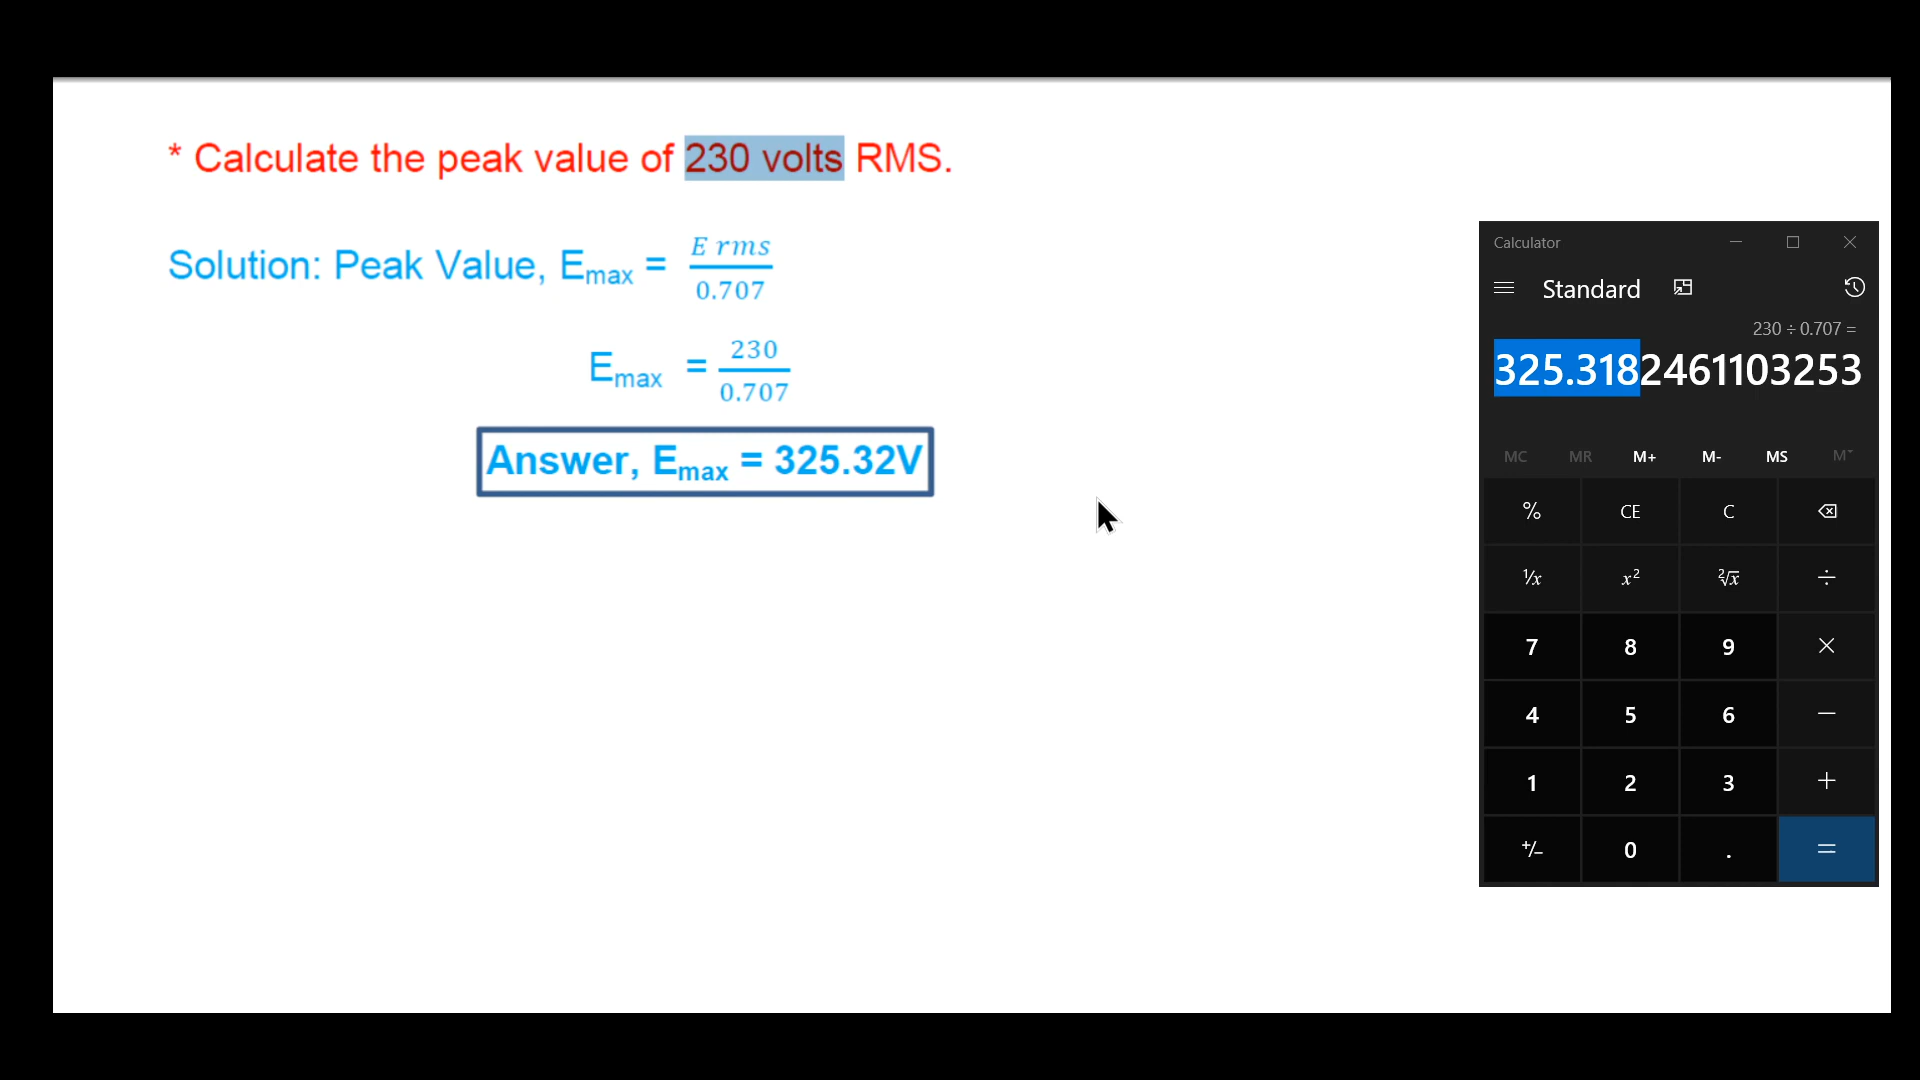 * Calculate the peak value of 230 volts RMS.
Solution: Peak Value, Emax = E rms / 0.707
Emax = 230 / 0.707
Answer, Emax = 325.32V
Calculator
Standard
230 ÷ 0.707 =
325.3182461103253
MC MR M+ M- MS M˅
% CE C
¹/x x² ²√x ÷
7 8 9 ×
4 5 6 −
1 2 3 +
+/− 0 . =